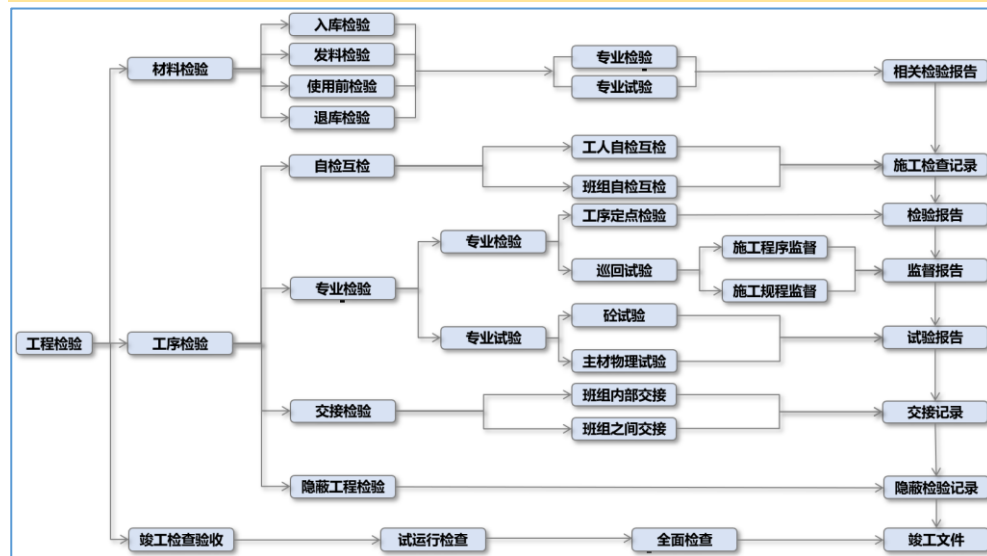 入库检验
发料检验
使用前检验
退库检验
材料检验
专业检验
专业试验
相关检验报告
自检互检
工人自检互检
班组自检互检
施工检查记录
工序定点检验
检验报告
专业检验
巡回试验
施工程序监督
施工规程监督
监督报告
专业检验
专业试验
砼试验
主材物理试验
试验报告
工程检验
工序检验
交接检验
班组内部交接
班组之间交接
交接记录
隐蔽工程检验
隐蔽检验记录
竣工检查验收
试运行检查
全面检查
竣工文件